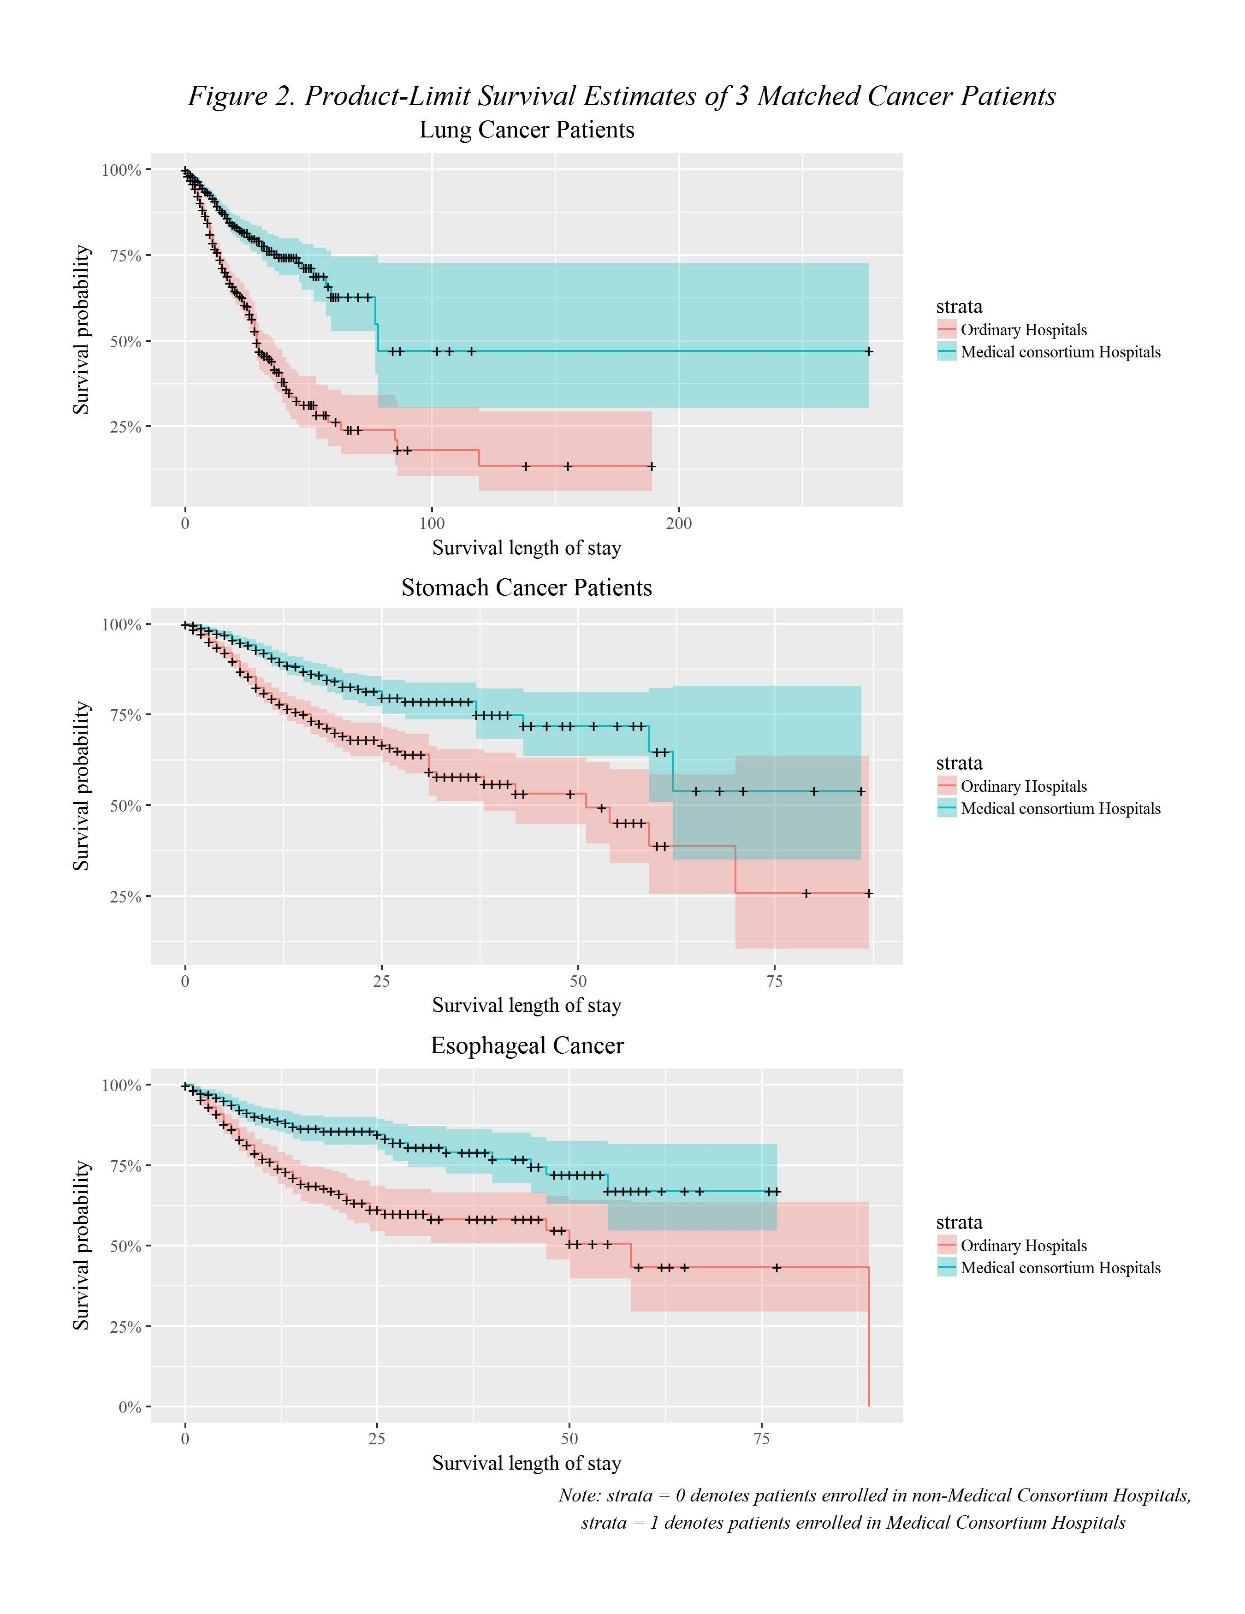 Figure 2. Product-Limit Survival Estimates of 3 Matched Cancer Patients
Lung Cancer Patients
100%
75%
50%
25%
Survival probability
0
100
200
Survival length of stay
strata
Ordinary Hospitals
Medical consortium Hospitals
Stomach Cancer Patients
100%
75%
50%
25%
Survival probability
0
25
50
75
Survival length of stay
strata
Ordinary Hospitals
Medical consortium Hospitals
Esophageal Cancer
100%
75%
50%
25%
0%
Survival probability
0
25
50
75
Survival length of stay
strata
Ordinary Hospitals
Medical consortium Hospitals
Note: strata = 0 denotes patients enrolled in non-Medical Consortium Hospitals,
strata = 1 denotes patients enrolled in Medical Consortium Hospitals